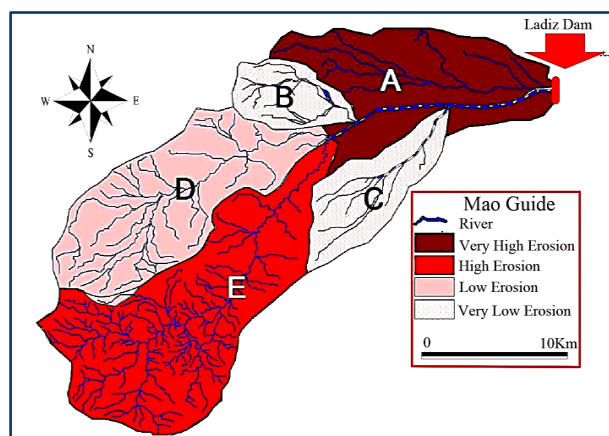 Ladiz Dam
N
W E
S
A
B
C
D
E
Mao Guide
River
Very High Erosion
High Erosion
Low Erosion
Very Low Erosion
0 10Km